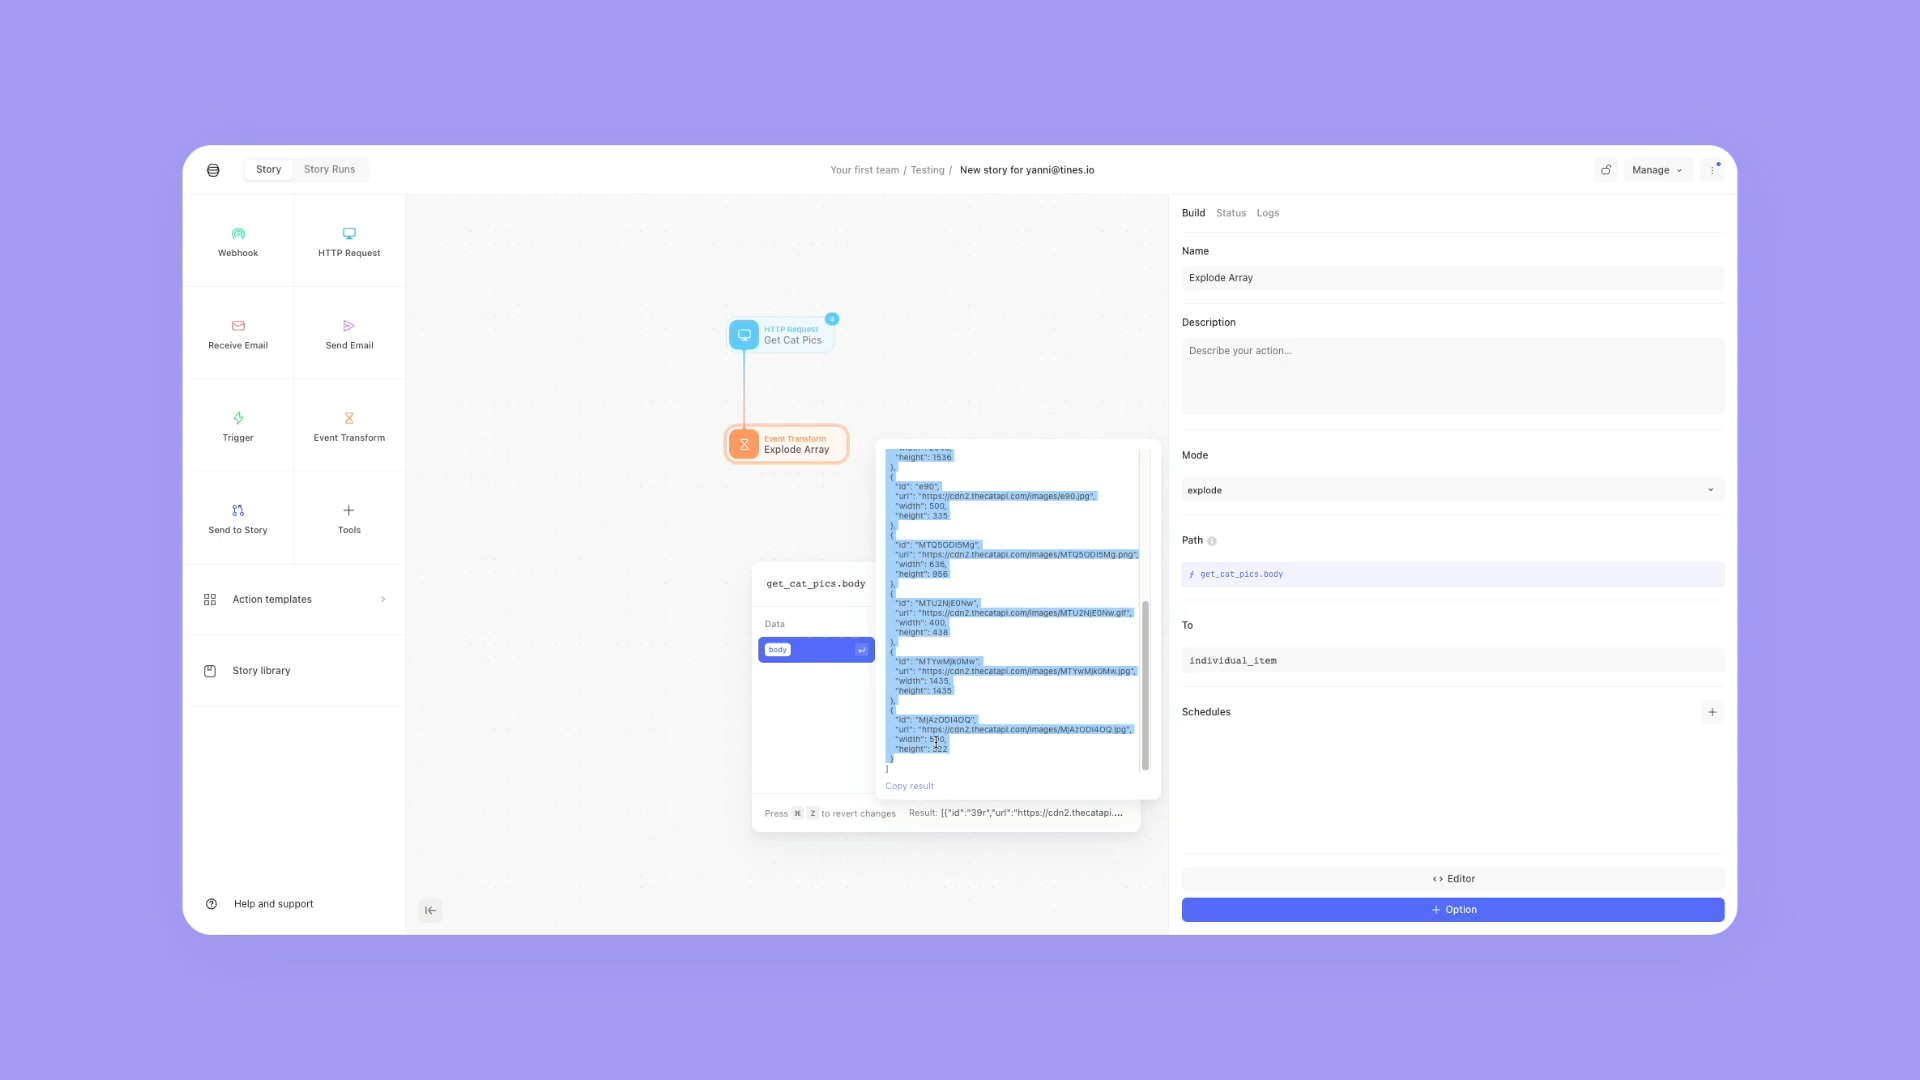 Story
Story Runs
Your first team / Testing / New story for yanni@tines.io
Manage
Webhook
HTTP Request
Receive Email
Send Email
Trigger
Event Transform
Send to Story
Tools
Action templates
Story library
Help and support
4
HTTP Request
Get Cat Pics
Event Transform
Explode Array
get_cat_pics.body
Data
body
"height": 1536
},
{
"id": "e90",
"url": "https://cdn2.thecatapi.com/images/e90.jpg",
"width": 500,
"height": 335
},
{
"id": "MTQ5ODI5Mg",
"url": "https://cdn2.thecatapi.com/images/MTQ5ODI5Mg.png",
"width": 636,
"height": 956
},
{
"id": "MTU2NjE0Nw",
"url": "https://cdn2.thecatapi.com/images/MTU2NjE0Nw.gif",
"width": 400,
"height": 438
},
{
"id": "MTYwMjk0Mw",
"url": "https://cdn2.thecatapi.com/images/MTYwMjk0Mw.jpg",
"width": 1435,
"height": 1435
},
{
"id": "MjAzODI4OQ",
"url": "https://cdn2.thecatapi.com/images/MjAzODI4OQ.jpg",
"width":
"height":
}
]
Copy result
Press ⌘ Z to revert changes
Result: [{"id":"39r","url":"https://cdn2.thecatapi....
Build
Status
Logs
Name
Explode Array
Description
Describe your action...
Mode
explode
Path
get_cat_pics.body
To
individual_item
Schedules
+
<> Editor
+ Option